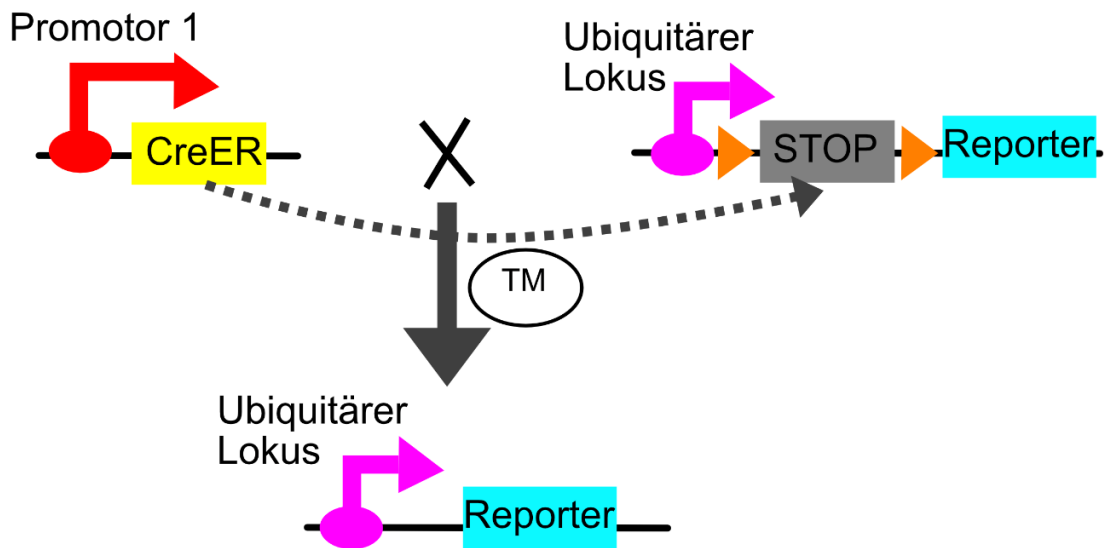 Promotor 1
CreER
Ubiquitärer
Lokus
STOP
Reporter
X
TM
Ubiquitärer
Lokus
Reporter